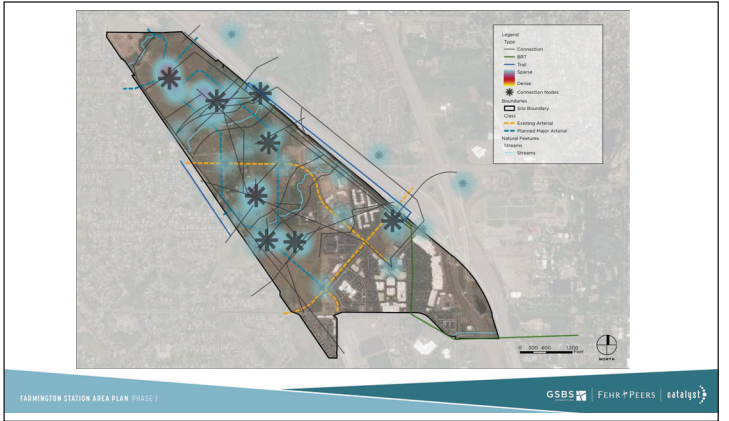 Legend
Type
Connection
BRT
Trail
Sparse
Dense
Connection Nodes
Boundaries
Site Boundary
Class
Existing Arterial
Planned Major Arterial
Natural Features
Streams
Streams
0 300 600 1,200
Feet
NORTH
FARMINGTON STATION AREA PLAN PHASE I
GSBS
FEHR & PEERS
catalyst